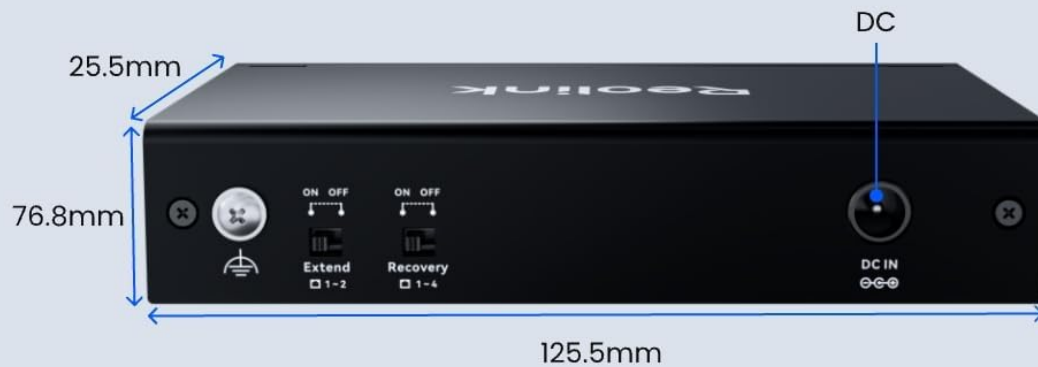 DC
25.5mm
Reolink
76.8mm
ON OFF
ON OFF
Extend
1-2
Recovery
1-4
DC IN
125.5mm